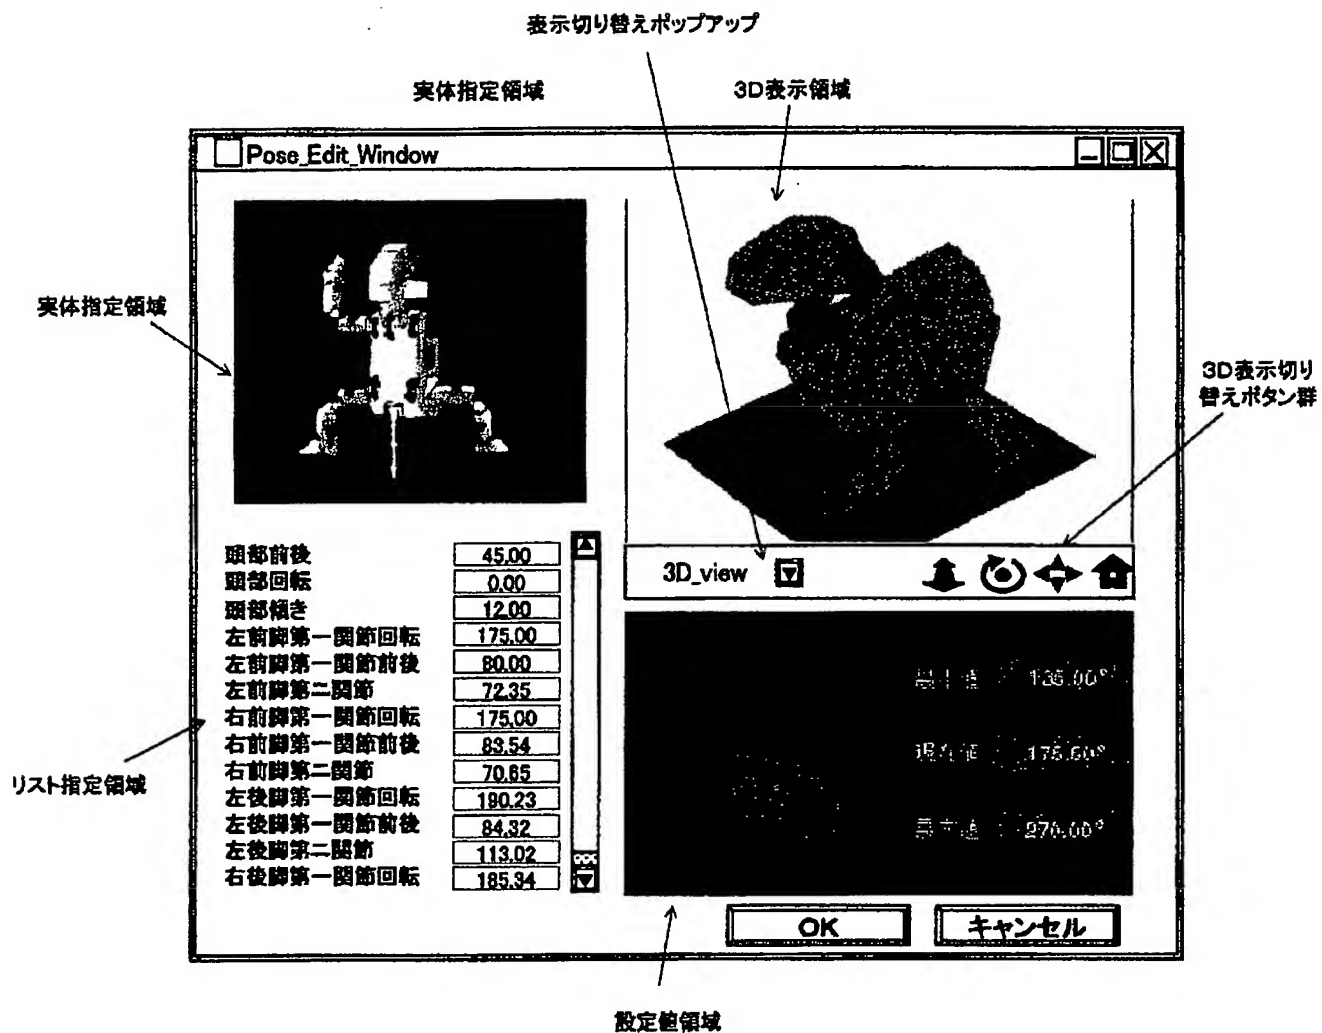 表示切り替えポップアップ
実体指定領域
3D表示領域
Pose_Edit_Window
実体指定領域
3D表示切り
替えボタン群
頭部前後 45.00
頭部回転 0.00
頭部傾き 12.00
左前脚第一関節回転 175.00
左前脚第一関節前後 80.00
左前脚第二関節 72.35
右前脚第一関節回転 175.00
右前脚第一関節前後 83.54
右前脚第二関節 70.65
左後脚第一関節回転 190.23
左後脚第一関節前後 84.32
左後脚第二関節 113.02
右後脚第一関節回転 185.34
リスト指定領域
3D_view
現在値
270.00°
OK
キャンセル
設定値領域